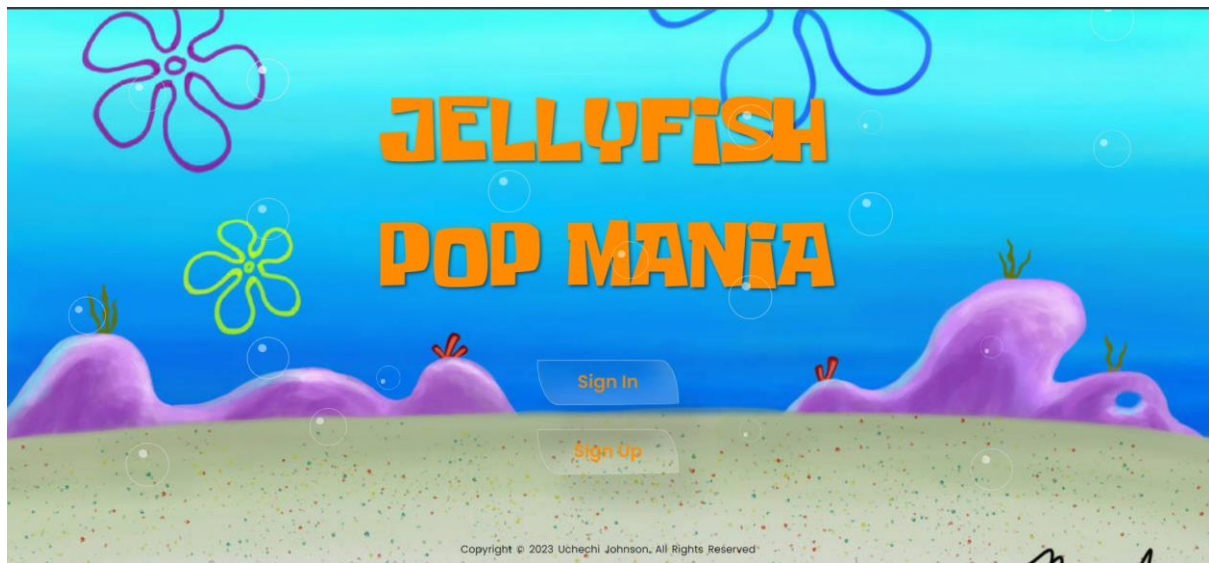 JELLYFiSH
POP MANiA
Sign In
Sign Up
Copyright © 2023 Uchechi Johnson. All Rights Reserved